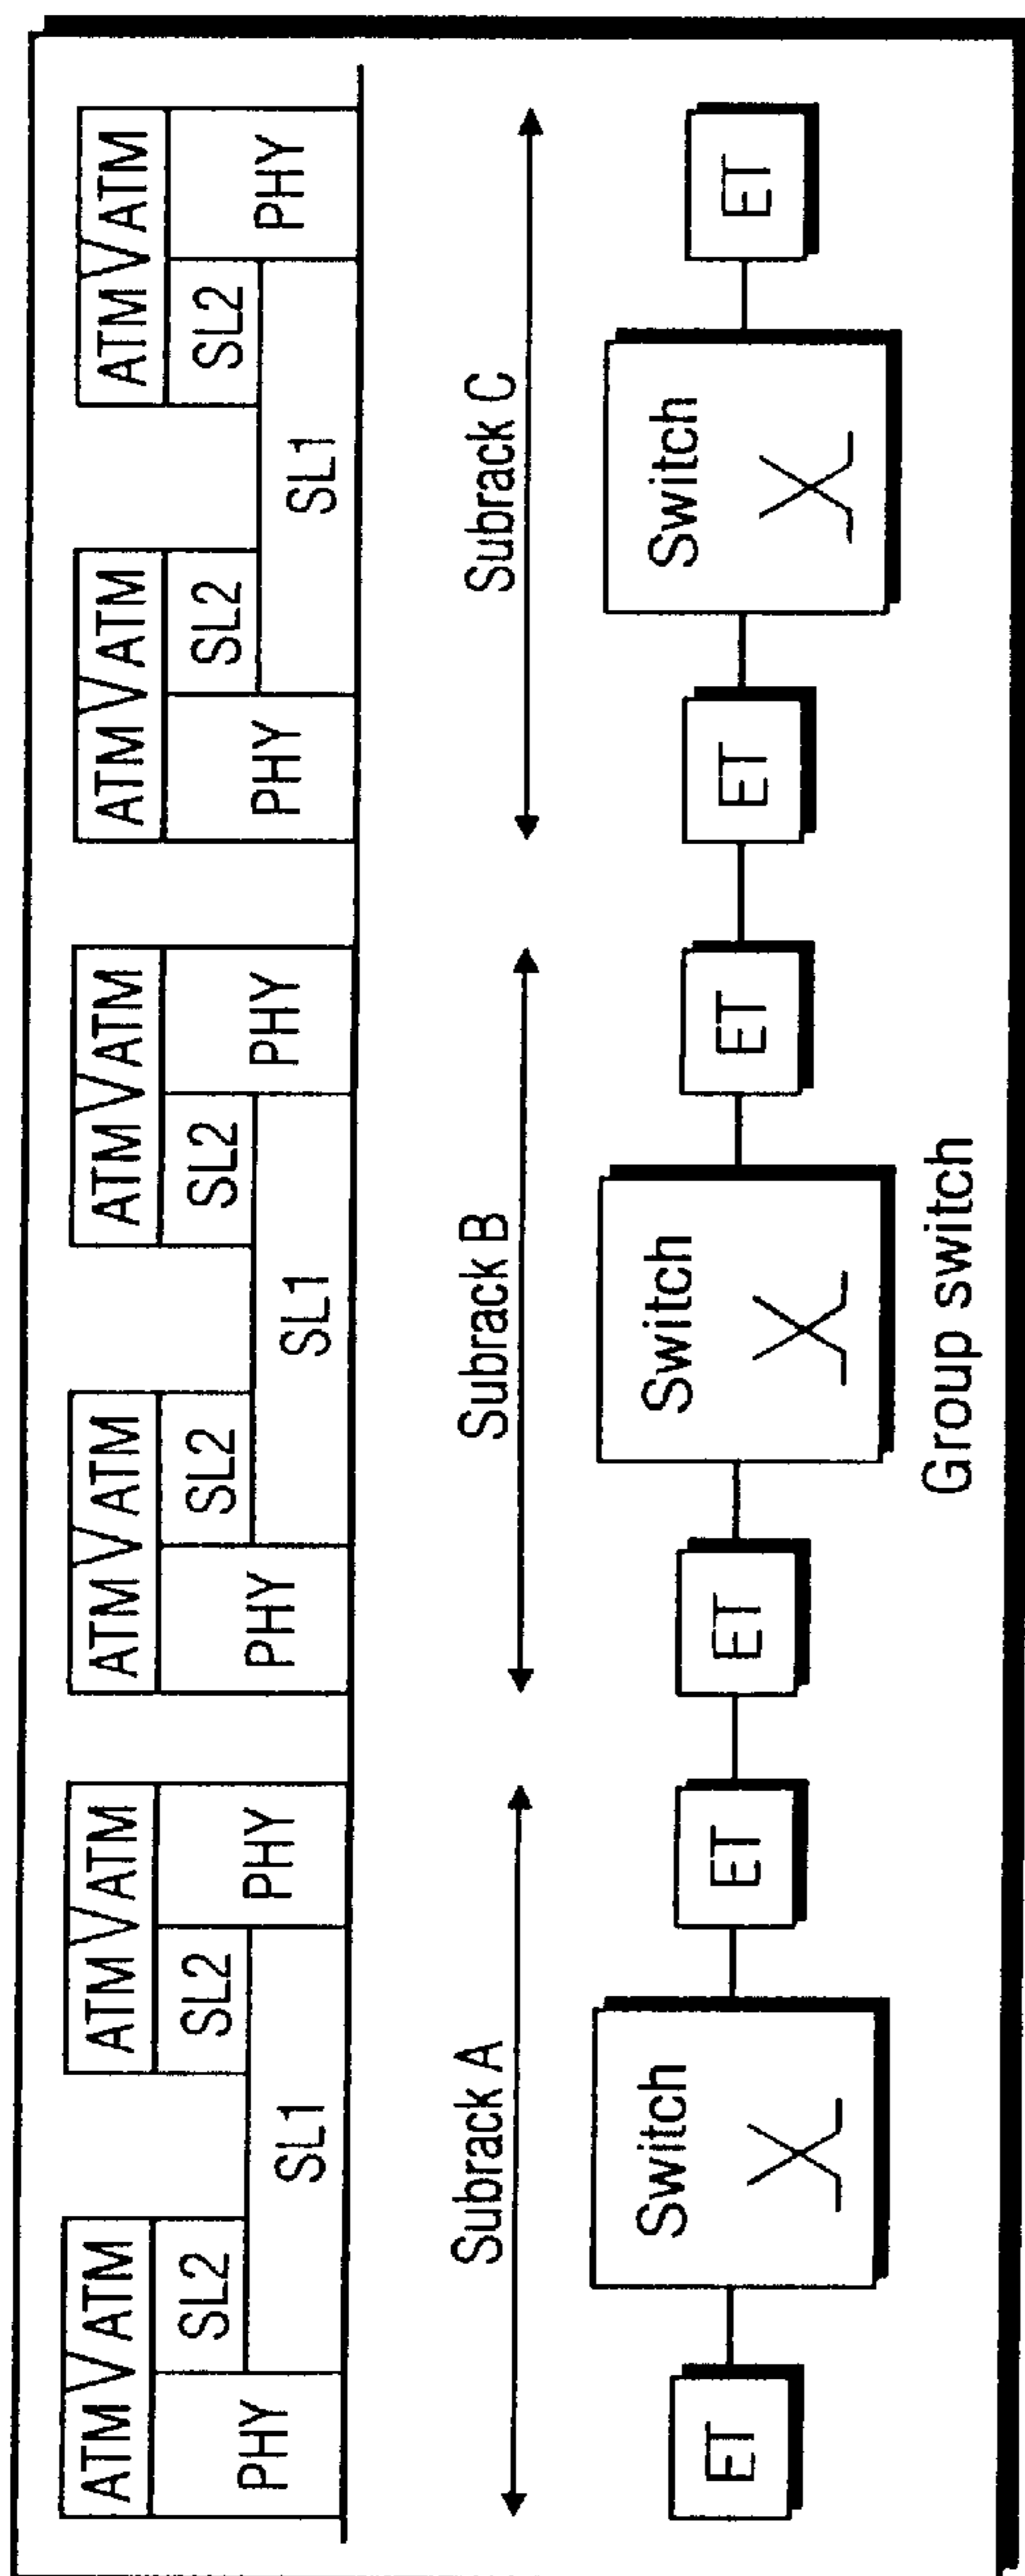 ATM ATM ATM ATM ATM ATM ATM ATM ATM ATM ATM ATM
PHY SL2 SL2 PHY PHY SL2 SL2 PHY PHY SL2 SL2 PHY
SL1 SL1 SL1
Subrack A Subrack B Subrack C
ET Switch ET ET Switch ET ET Switch ET
Group switch